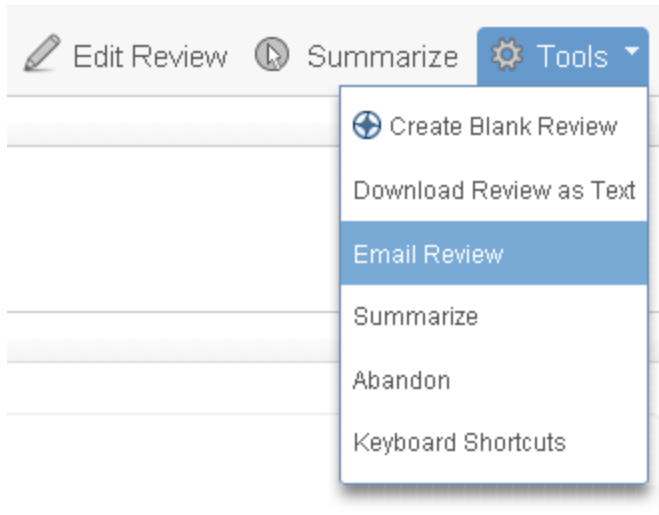 Edit Review Summarize Tools
Create Blank Review
Download Review as Text
Email Review
Summarize
Abandon
Keyboard Shortcuts